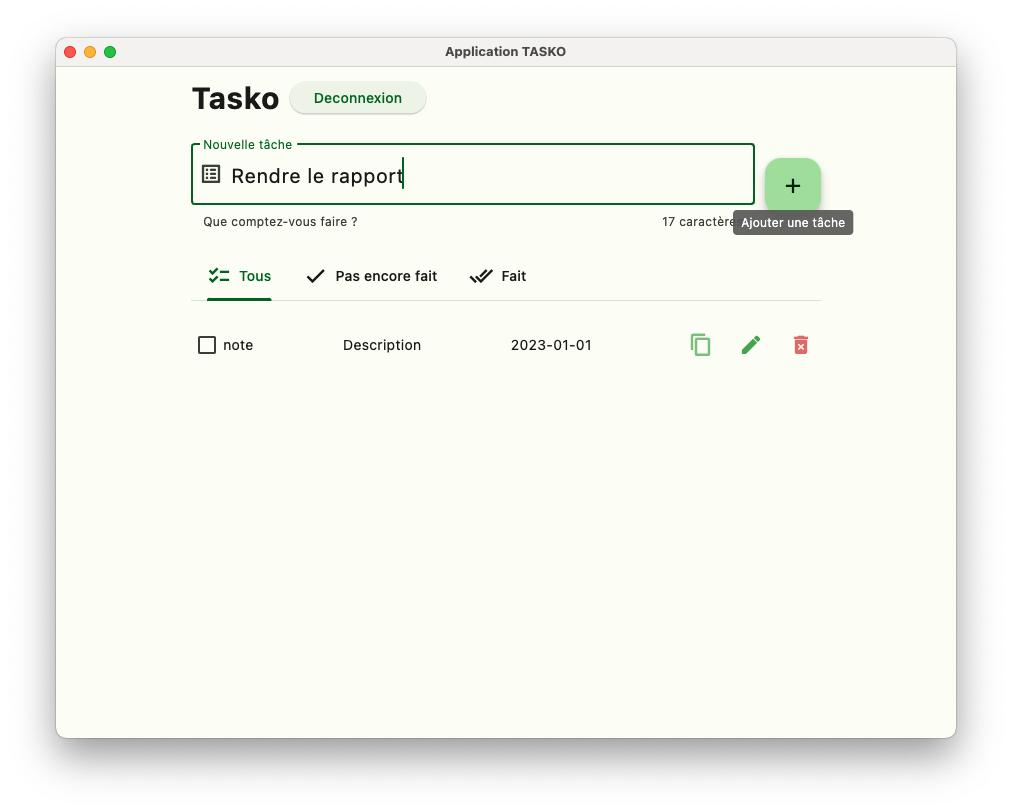 Application TASKO
Tasko
Deconnexion
Nouvelle tâche
Rendre le rapport
+
Que comptez-vous faire ?
17 caractère
Ajouter une tâche
Tous
Pas encore fait
Fait
note
Description
2023-01-01